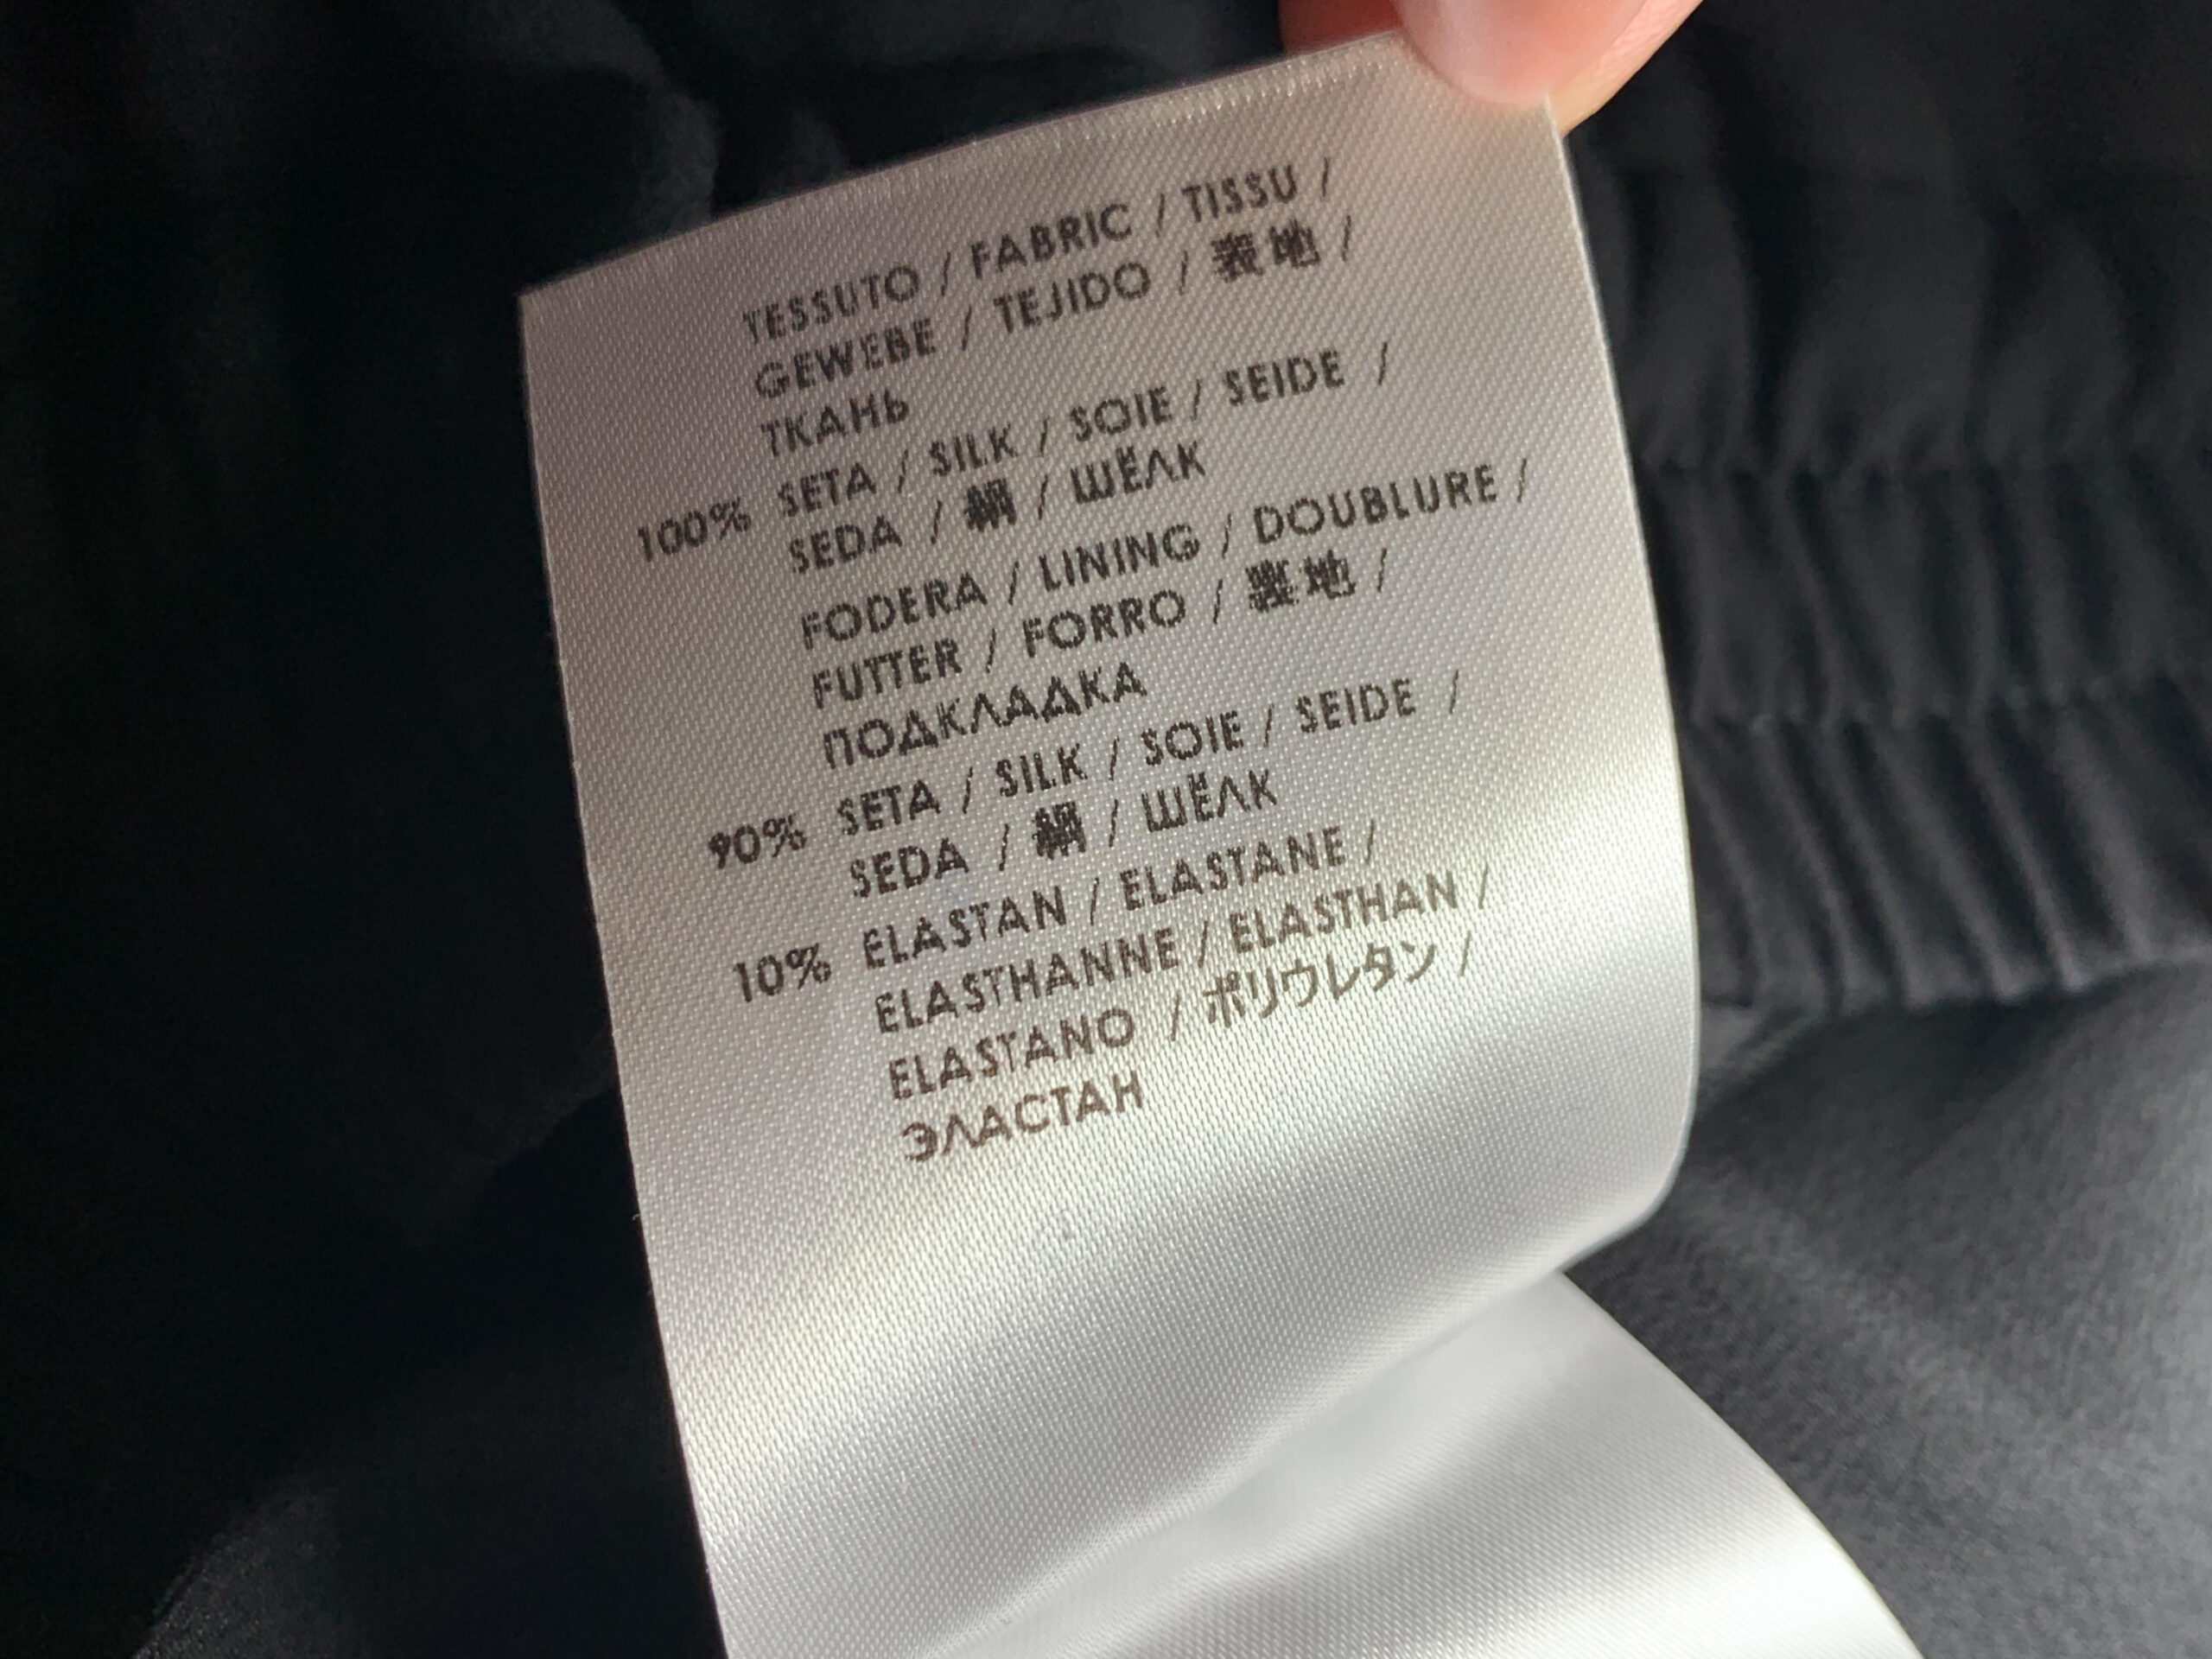 TESSUTO / FABRIC / TISSU /
GEWEBE / TEJIDO / 表地 /
ТКАНЬ
100% SETA / SILK / SOIE / SEIDE /
SEDA / 絹 / ШЁЛК
FODERA / LINING / DOUBLURE /
FUTTER / FORRO / 裏地 /
ПОДКЛАДКА
90% SETA / SILK / SOIE / SEIDE /
SEDA / 絹 / ШЁЛК
10% ELASTAN / ELASTANE /
ELASTHANNE / ELASTHAN /
ELASTANO / ポリウレタン /
ЭЛАСТАН